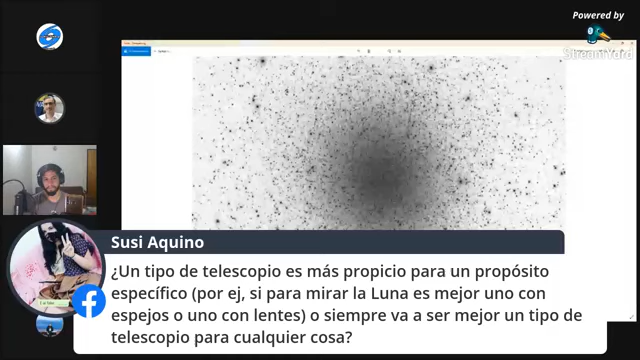 Powered by
StreamYard
Susi Aquino
¿Un tipo de telescopio es más propicio para un propósito
específico (por ej, si para mirar la Luna es mejor uno con
espejos o uno con lentes) o siempre va a ser mejor un tipo de
telescopio para cualquier cosa?